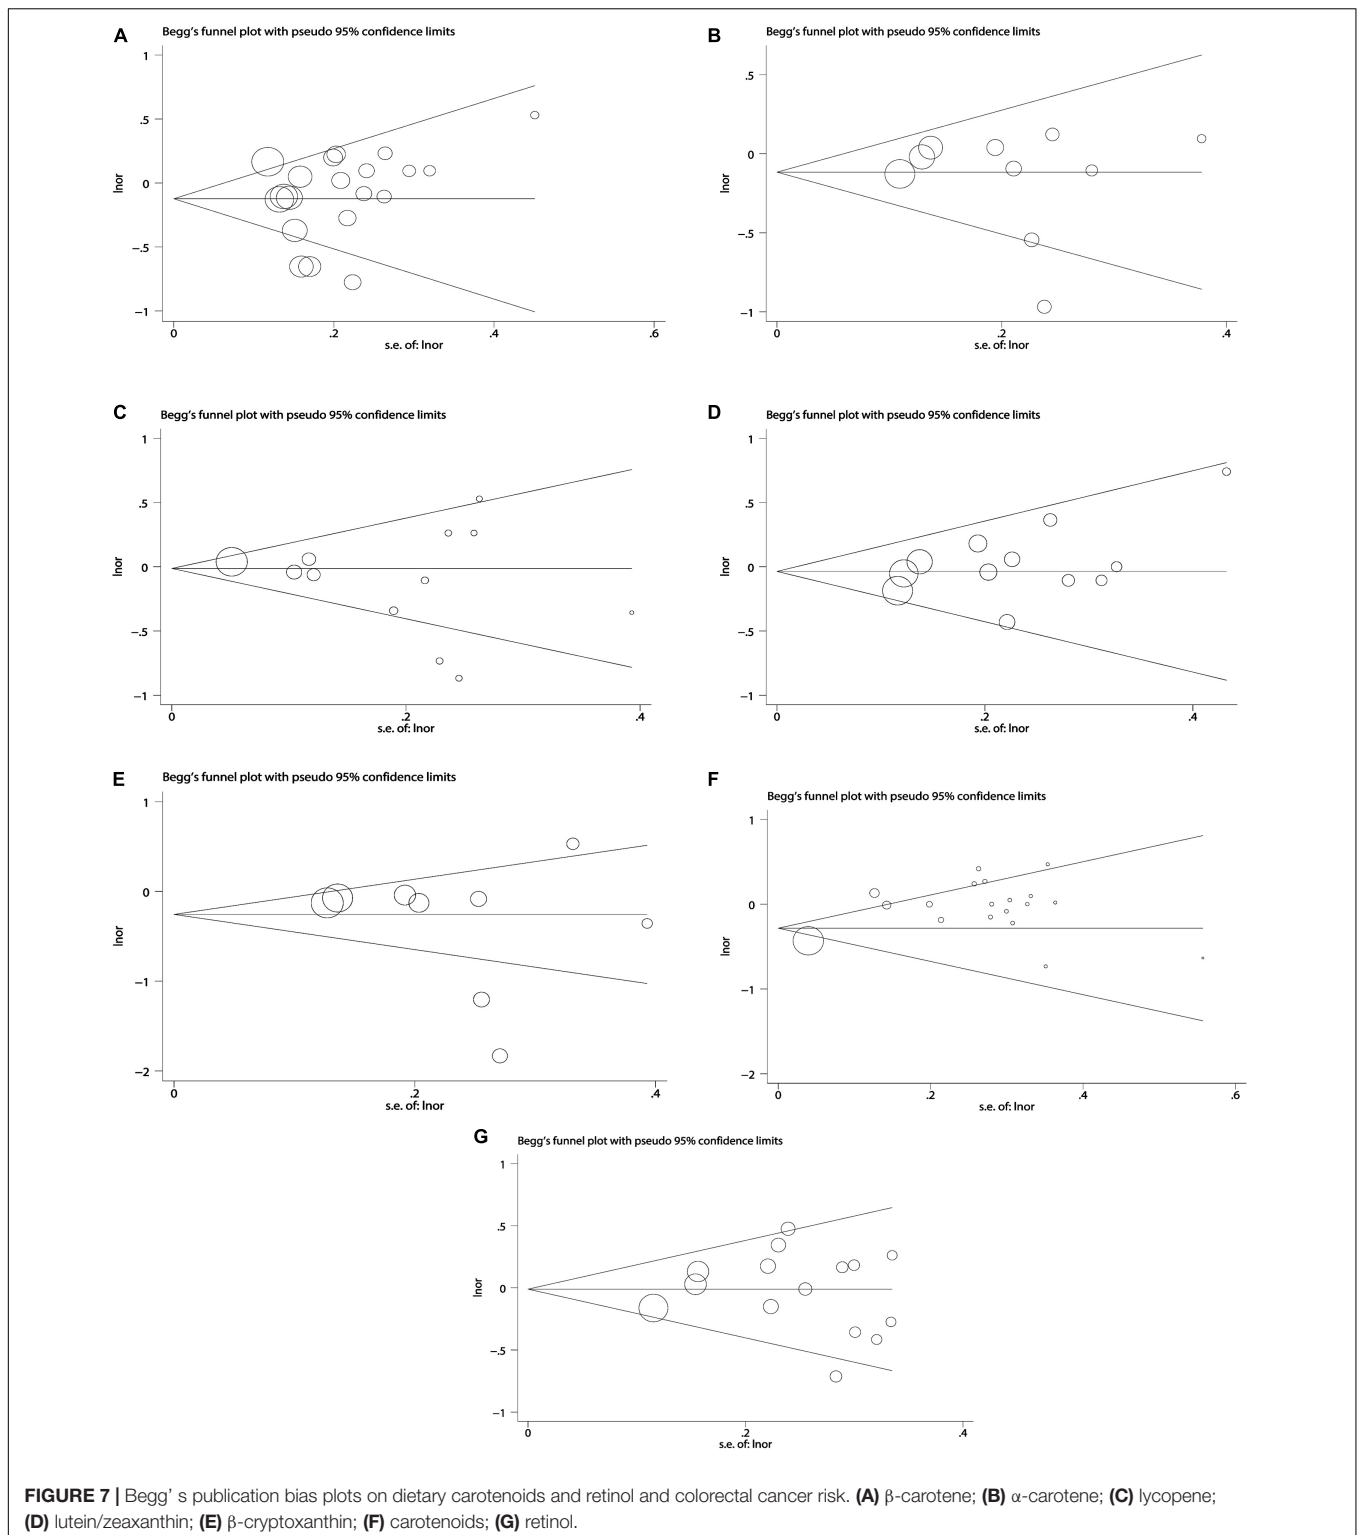 A
Begg's funnel plot with pseudo 95% confidence limits
1
.5
0
−.5
−1
lnor
0
.2
.4
.6
s.e. of: lnor
B
Begg's funnel plot with pseudo 95% confidence limits
.5
0
−.5
−1
lnor
0
.2
.4
s.e. of: lnor
C
Begg's funnel plot with pseudo 95% confidence limits
1
.5
0
−.5
−1
lnor
0
.2
.4
s.e. of: lnor
D
Begg's funnel plot with pseudo 95% confidence limits
1
.5
0
−.5
−1
lnor
0
.2
.4
s.e. of: lnor
E
Begg's funnel plot with pseudo 95% confidence limits
1
0
−1
−2
lnor
0
.2
.4
s.e. of: lnor
F
Begg's funnel plot with pseudo 95% confidence limits
1
0
−1
−2
lnor
0
.2
.4
.6
s.e. of: lnor
G
Begg's funnel plot with pseudo 95% confidence limits
1
.5
0
−.5
−1
lnor
0
.2
.4
s.e. of: lnor
FIGURE 7 | Begg' s publication bias plots on dietary carotenoids and retinol and colorectal cancer risk. (A) β-carotene; (B) α-carotene; (C) lycopene;
(D) lutein/zeaxanthin; (E) β-cryptoxanthin; (F) carotenoids; (G) retinol.